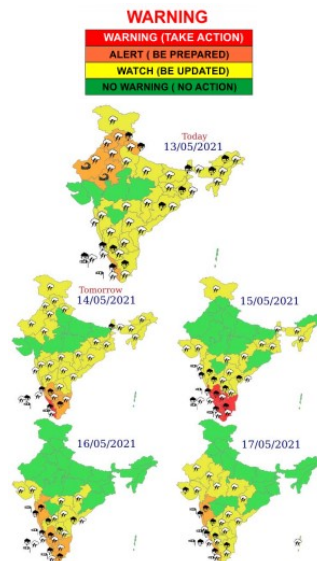 WARNING
WARNING (TAKE ACTION)
ALERT ( BE PREPARED)
WATCH (BE UPDATED)
NO WARNING ( NO ACTION)
Today
13/05/2021
Tomorrow
14/05/2021
15/05/2021
16/05/2021
17/05/2021